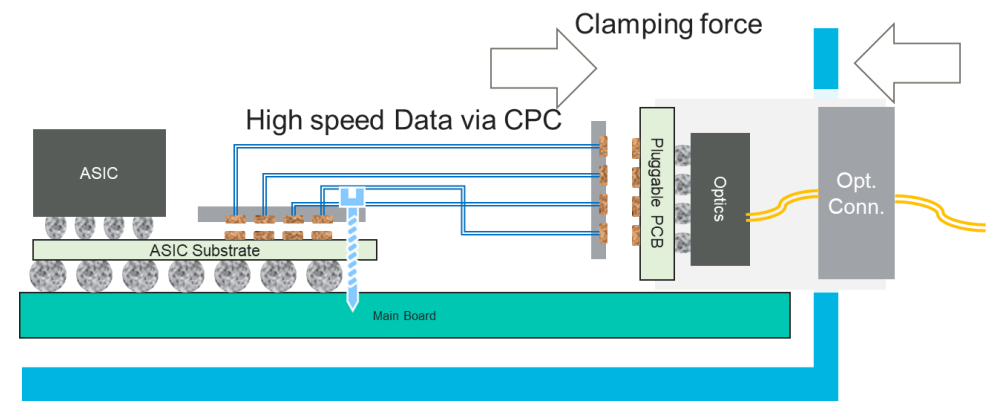 Clamping force
High speed Data via CPC
ASIC
Pluggable PCB
Optics
Opt.
Conn.
ASIC Substrate
Main Board